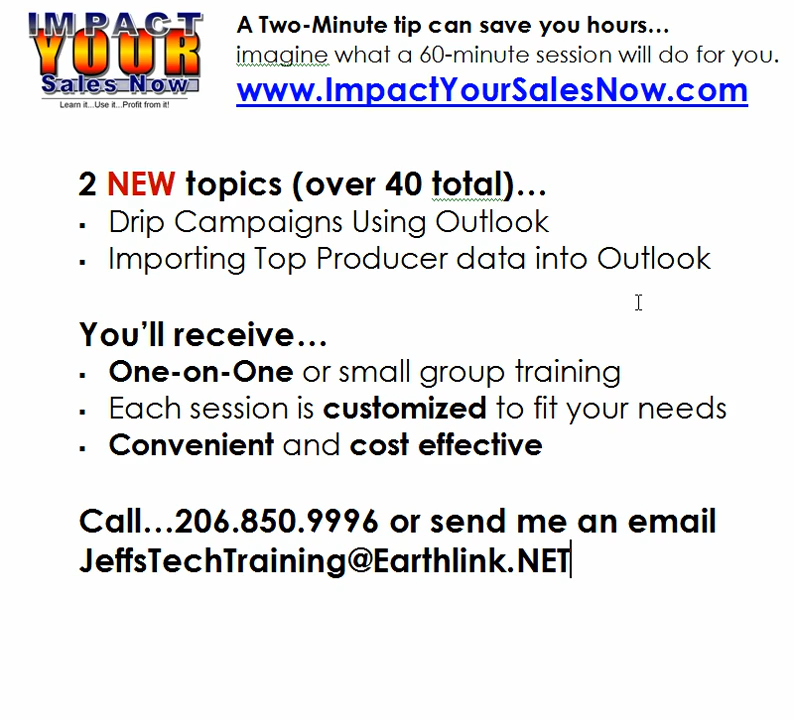 IMPACT
YOUR
Sales Now
Learn it...Use it...Profit from it!
A Two-Minute tip can save you hours...
imagine what a 60-minute session will do for you.
www.ImpactYourSalesNow.com
2 NEW topics (over 40 total)...
▪ Drip Campaigns Using Outlook
▪ Importing Top Producer data into Outlook
You'll receive...
▪ One-on-One or small group training
▪ Each session is customized to fit your needs
▪ Convenient and cost effective
Call...206.850.9996 or send me an email
JeffsTechTraining@Earthlink.NET